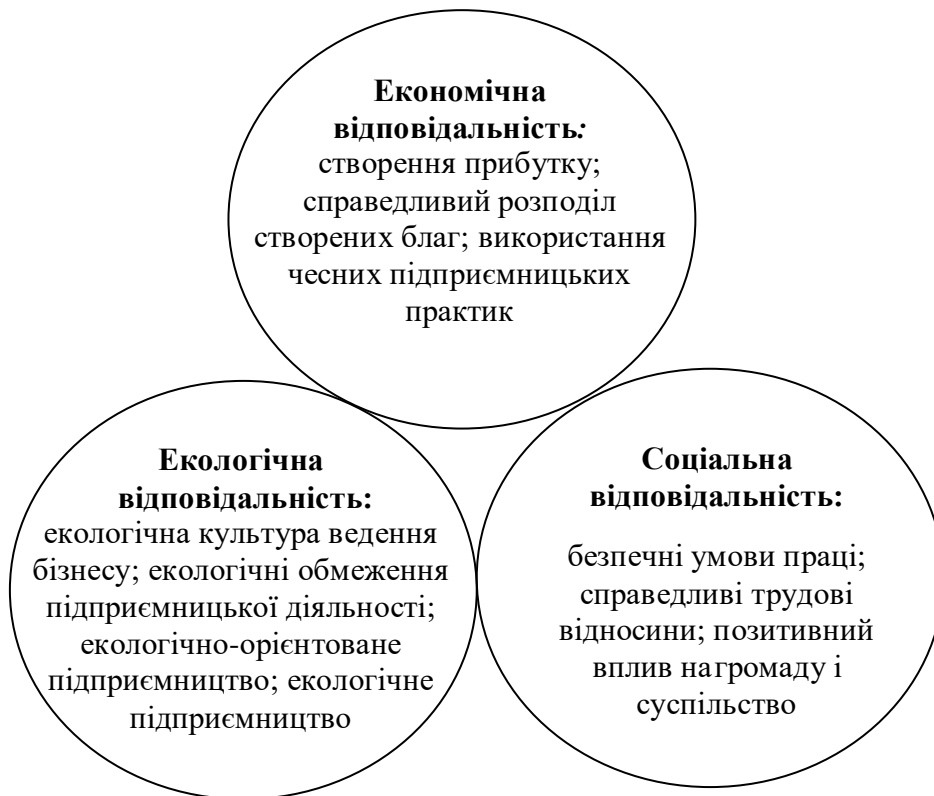 Економічна
відповідальність:
створення прибутку;
справедливий розподіл
створених благ; використання
чесних підприємницьких
практик
Екологічна
відповідальність:
екологічна культура ведення
бізнесу; екологічні обмеження
підприємницької діяльності;
екологічно-орієнтоване
підприємництво; екологічне
підприємництво
Соціальна
відповідальність:
безпечні умови праці;
справедливі трудові
відносини; позитивний
вплив на громаду і
суспільство